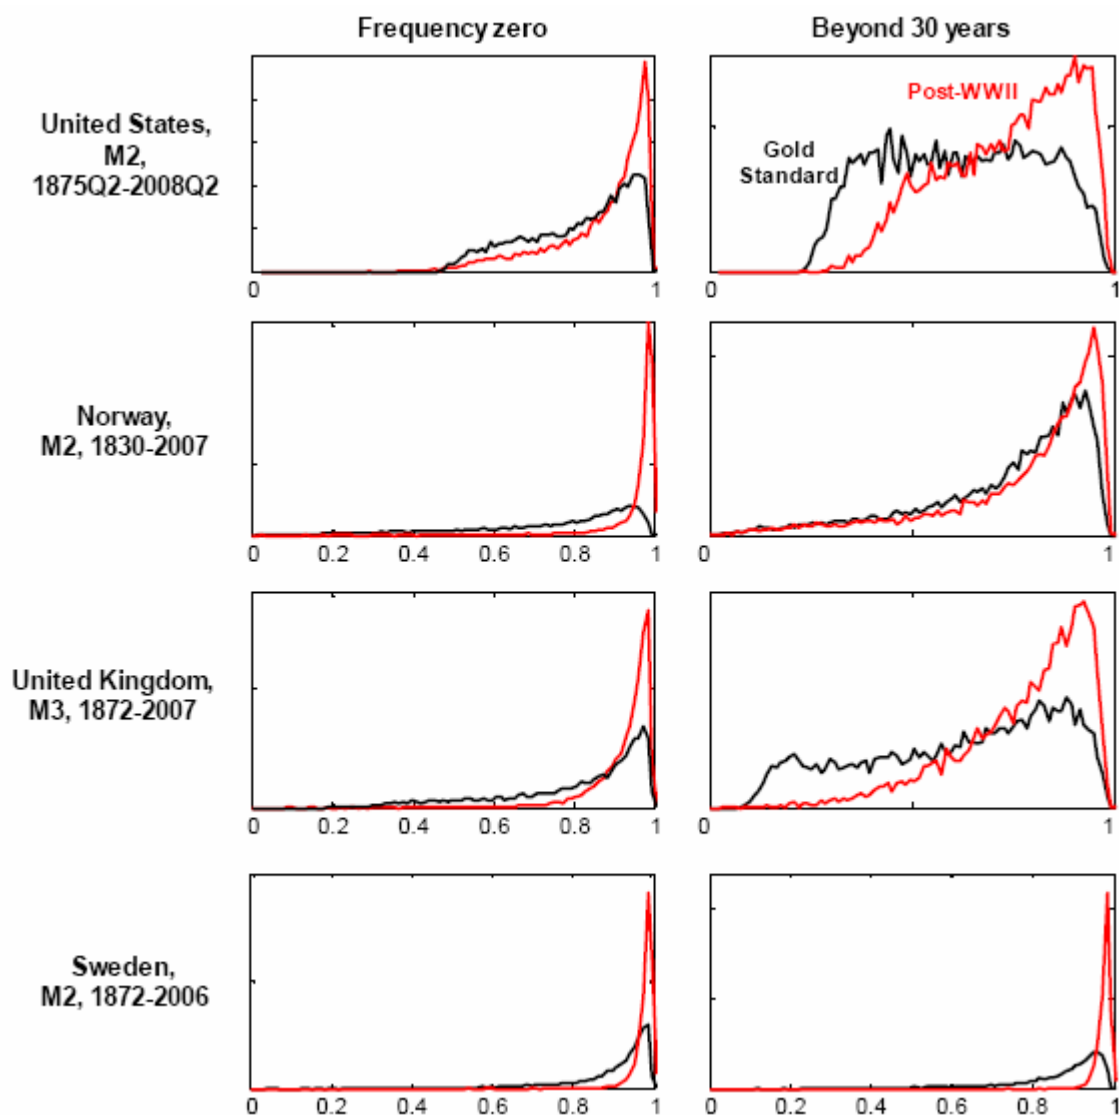 Frequency zero
Beyond 30 years
United States,
M2,
1875Q2-2008Q2
Post-WWII
Gold
Standard
0 1
0 1
Norway,
M2, 1830-2007
0 0.2 0.4 0.6 0.8 1
0 1
United Kingdom,
M3, 1872-2007
0 0.2 0.4 0.6 0.8 1
0 1
Sweden,
M2, 1872-2006
0 0.2 0.4 0.6 0.8 1
0 0.2 0.4 0.6 0.8 1